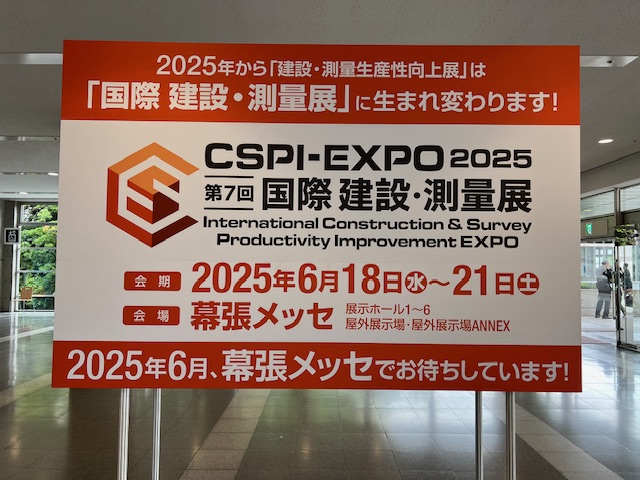 2025年から「建設・測量生産性向上展」は
「国際 建設・測量展」に生まれ変わります!
CSPI-EXPO 2025
第7回 国際 建設・測量展
International Construction & Survey
Productivity Improvement EXPO
会期 2025年6月18日水～21日土
会場 幕張メッセ 展示ホール1～6
屋外展示場・屋外展示場ANNEX
2025年6月、幕張メッセでお待ちしています!